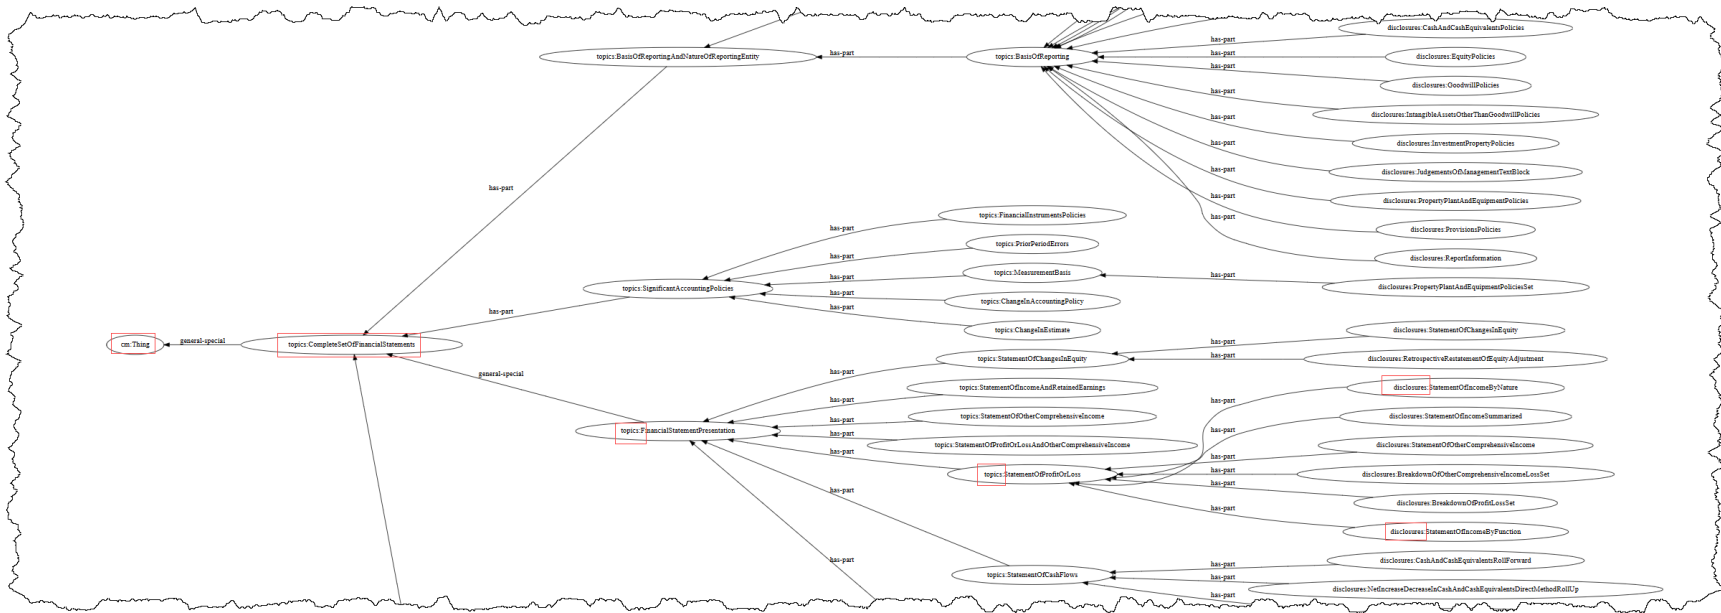 disclosures:CashAndCashEquivalentsPolicies
has-part
topics:BasisOfReportingAndNatureOfReportingEntity
has-part
topics:BasisOfReporting
has-part
disclosures:EquityPolicies
has-part
disclosures:GoodwillPolicies
has-part
disclosures:IntangibleAssetsOtherThanGoodwillPolicies
has-part
disclosures:InvestmentPropertyPolicies
has-part
disclosures:JudgementsOfManagementTextBlock
has-part
has-part
disclosures:PropertyPlantAndEquipmentPolicies
has-part
topics:FinancialInstrumentsPolicies
has-part
disclosures:ProvisionsPolicies
has-part
topics:PriorPeriodErrors
disclosures:ReportInformation
has-part
has-part
topics:MeasurementBasis
has-part
disclosures:PropertyPlantAndEquipmentPoliciesSet
topics:SignificantAccountingPolicies
has-part
topics:ChangeInAccountingPolicy
has-part
has-part
topics:ChangeInEstimate
disclosures:StatementOfChangesInEquity
cm:Thing
general-special
topics:CompleteSetOfFinancialStatements
has-part
topics:StatementOfChangesInEquity
has-part
disclosures:RetrospectiveRestatementOfEquityAdjustment
general-special
has-part
topics:StatementOfIncomeAndRetainedEarnings
disclosures:StatementOfIncomeByNature
has-part
has-part
topics:StatementOfOtherComprehensiveIncome
disclosures:StatementOfIncomeSummarized
has-part
topics:FinancialStatementPresentation
has-part
has-part
topics:StatementOfProfitOrLossAndOtherComprehensiveIncome
disclosures:StatementOfOtherComprehensiveIncome
has-part
has-part
topics:StatementOfProfitOrLoss
has-part
disclosures:BreakdownOfOtherComprehensiveIncomeLossSet
has-part
has-part
disclosures:BreakdownOfProfitLossSet
has-part
disclosures:StatementOfIncomeByFunction
has-part
has-part
disclosures:CashAndCashEquivalentsRollForward
topics:StatementOfCashFlows
has-part
disclosures:NetIncreaseDecreaseInCashAndCashEquivalentsDirectMethodRollUp
has-part